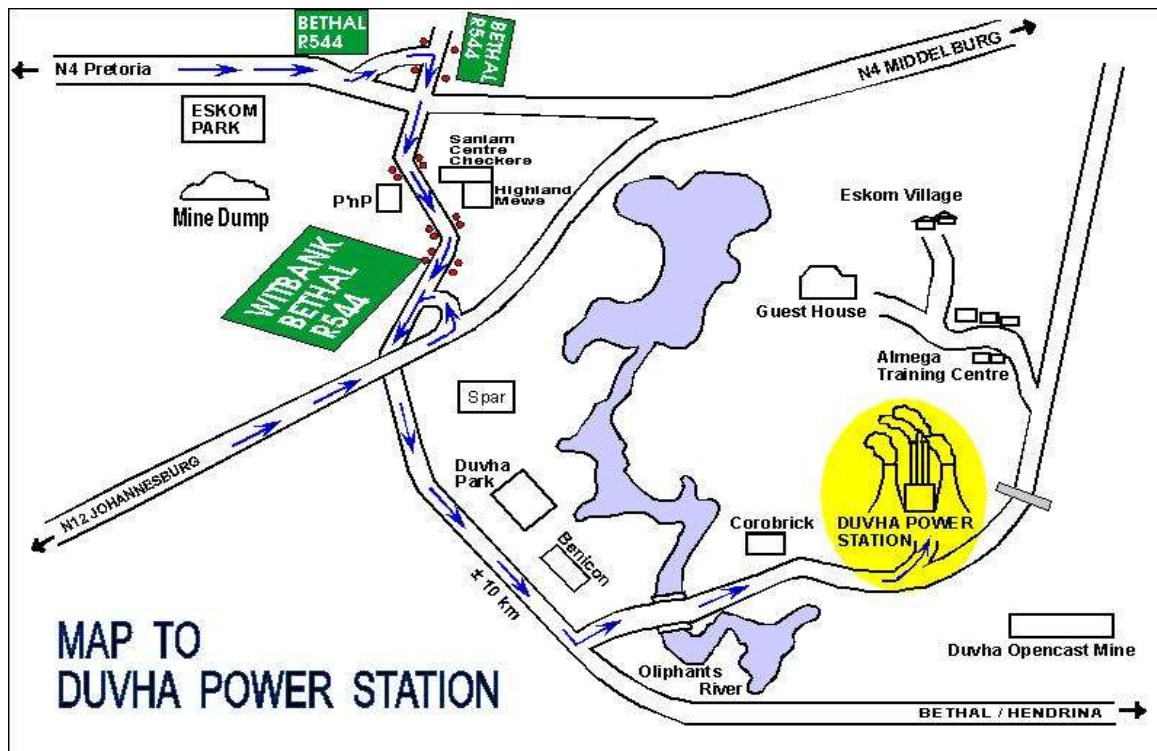 BETHAL
R544
BETHAL
R544
N4 Pretoria
N4 MIDDELBURG
ESKOM
PARK
Sanlam
Centre
Checkers
P'nP
Highland
Mews
Mine Dump
Eskom Village
WITBANK
BETHAL
R544
Guest House
Almega
Training Centre
Spar
Duvha
Park
N12 JOHANNESBURG
Corobrick
DUVHA POWER
STATION
Benicon
± 10 km
MAP TO
DUVHA POWER STATION
Oliphants
River
Duvha Opencast Mine
BETHAL / HENDRINA